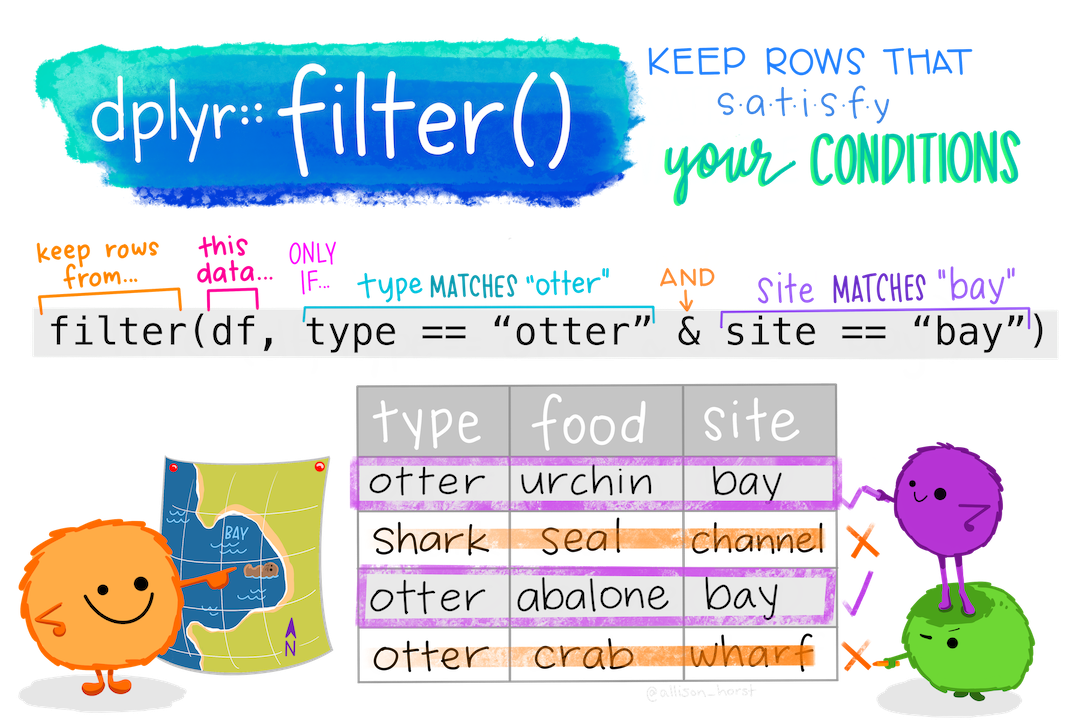 dplyr::filter()
KEEP ROWS THAT
s·a·t·i·s·f·y
your CONDITIONS
keep rows
from...
this
data...
ONLY
IF...
type MATCHES "otter"
AND
site MATCHES "bay"
filter(df, type == “otter” & site == “bay”)
type food site
otter urchin bay
Shark seal channel
otter abalone bay
otter crab wharf
BAY
N
@allison_horst